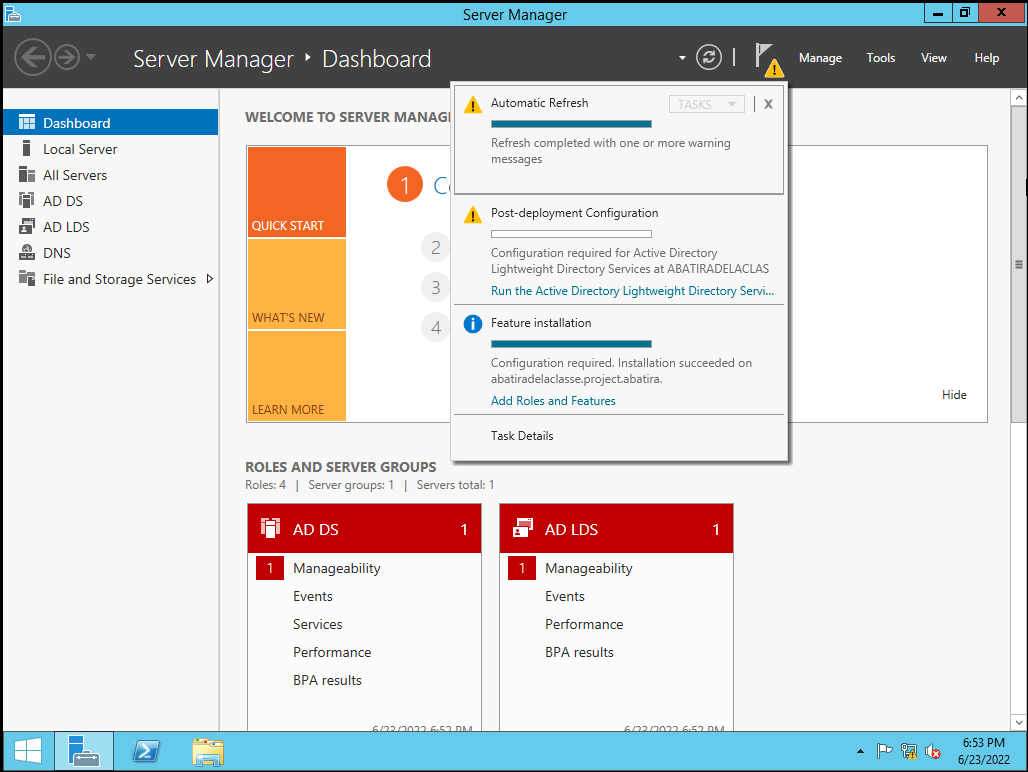 Server Manager
Server Manager ‣ Dashboard
Manage
Tools
View
Help
Dashboard
Local Server
All Servers
AD DS
AD LDS
DNS
File and Storage Services
WELCOME TO SERVER MANAG
QUICK START
WHAT'S NEW
LEARN MORE
1
2
3
4
Hide
Automatic Refresh
TASKS
X
Refresh completed with one or more warning
messages
Post-deployment Configuration
Configuration required for Active Directory
Lightweight Directory Services at ABATIRADELACLAS
Run the Active Directory Lightweight Directory Servi...
Feature installation
Configuration required. Installation succeeded on
abatiradelaclasse.project.abatira.
Add Roles and Features
Task Details
ROLES AND SERVER GROUPS
Roles: 4 | Server groups: 1 | Servers total: 1
AD DS 1
1 Manageability
Events
Services
Performance
BPA results
6/23/2022 6:52 PM
AD LDS 1
1 Manageability
Events
Performance
BPA results
6/23/2022 6:52 PM
6:53 PM
6/23/2022